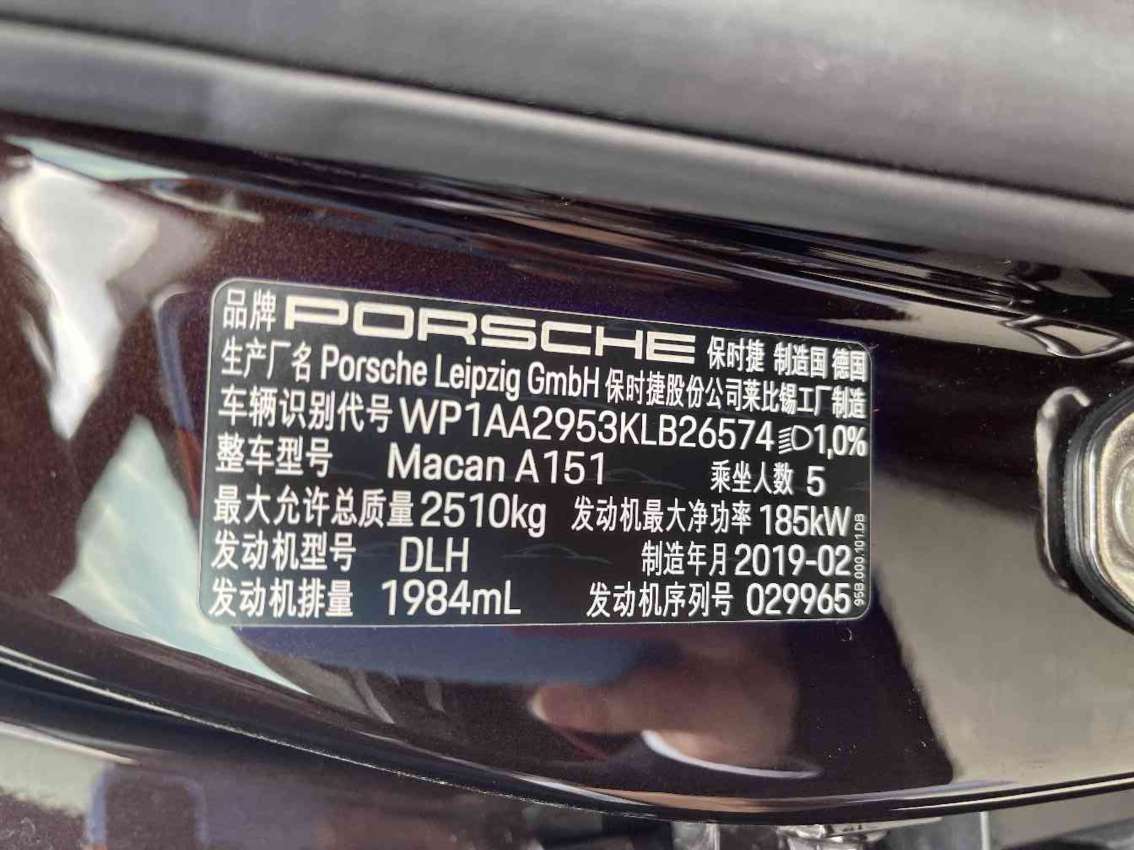 品牌 PORSCHE 保时捷 制造国 德国
生产厂名 Porsche Leipzig GmbH 保时捷股份公司莱比锡工厂制造
车辆识别代号 WP1AA2953KLB26574 1,0%
整车型号 Macan A151 乘坐人数 5
最大允许总质量 2510kg 发动机最大净功率 185kW
发动机型号 DLH 制造年月 2019-02
发动机排量 1984mL 发动机序列号 029965
95B.000.101.DB